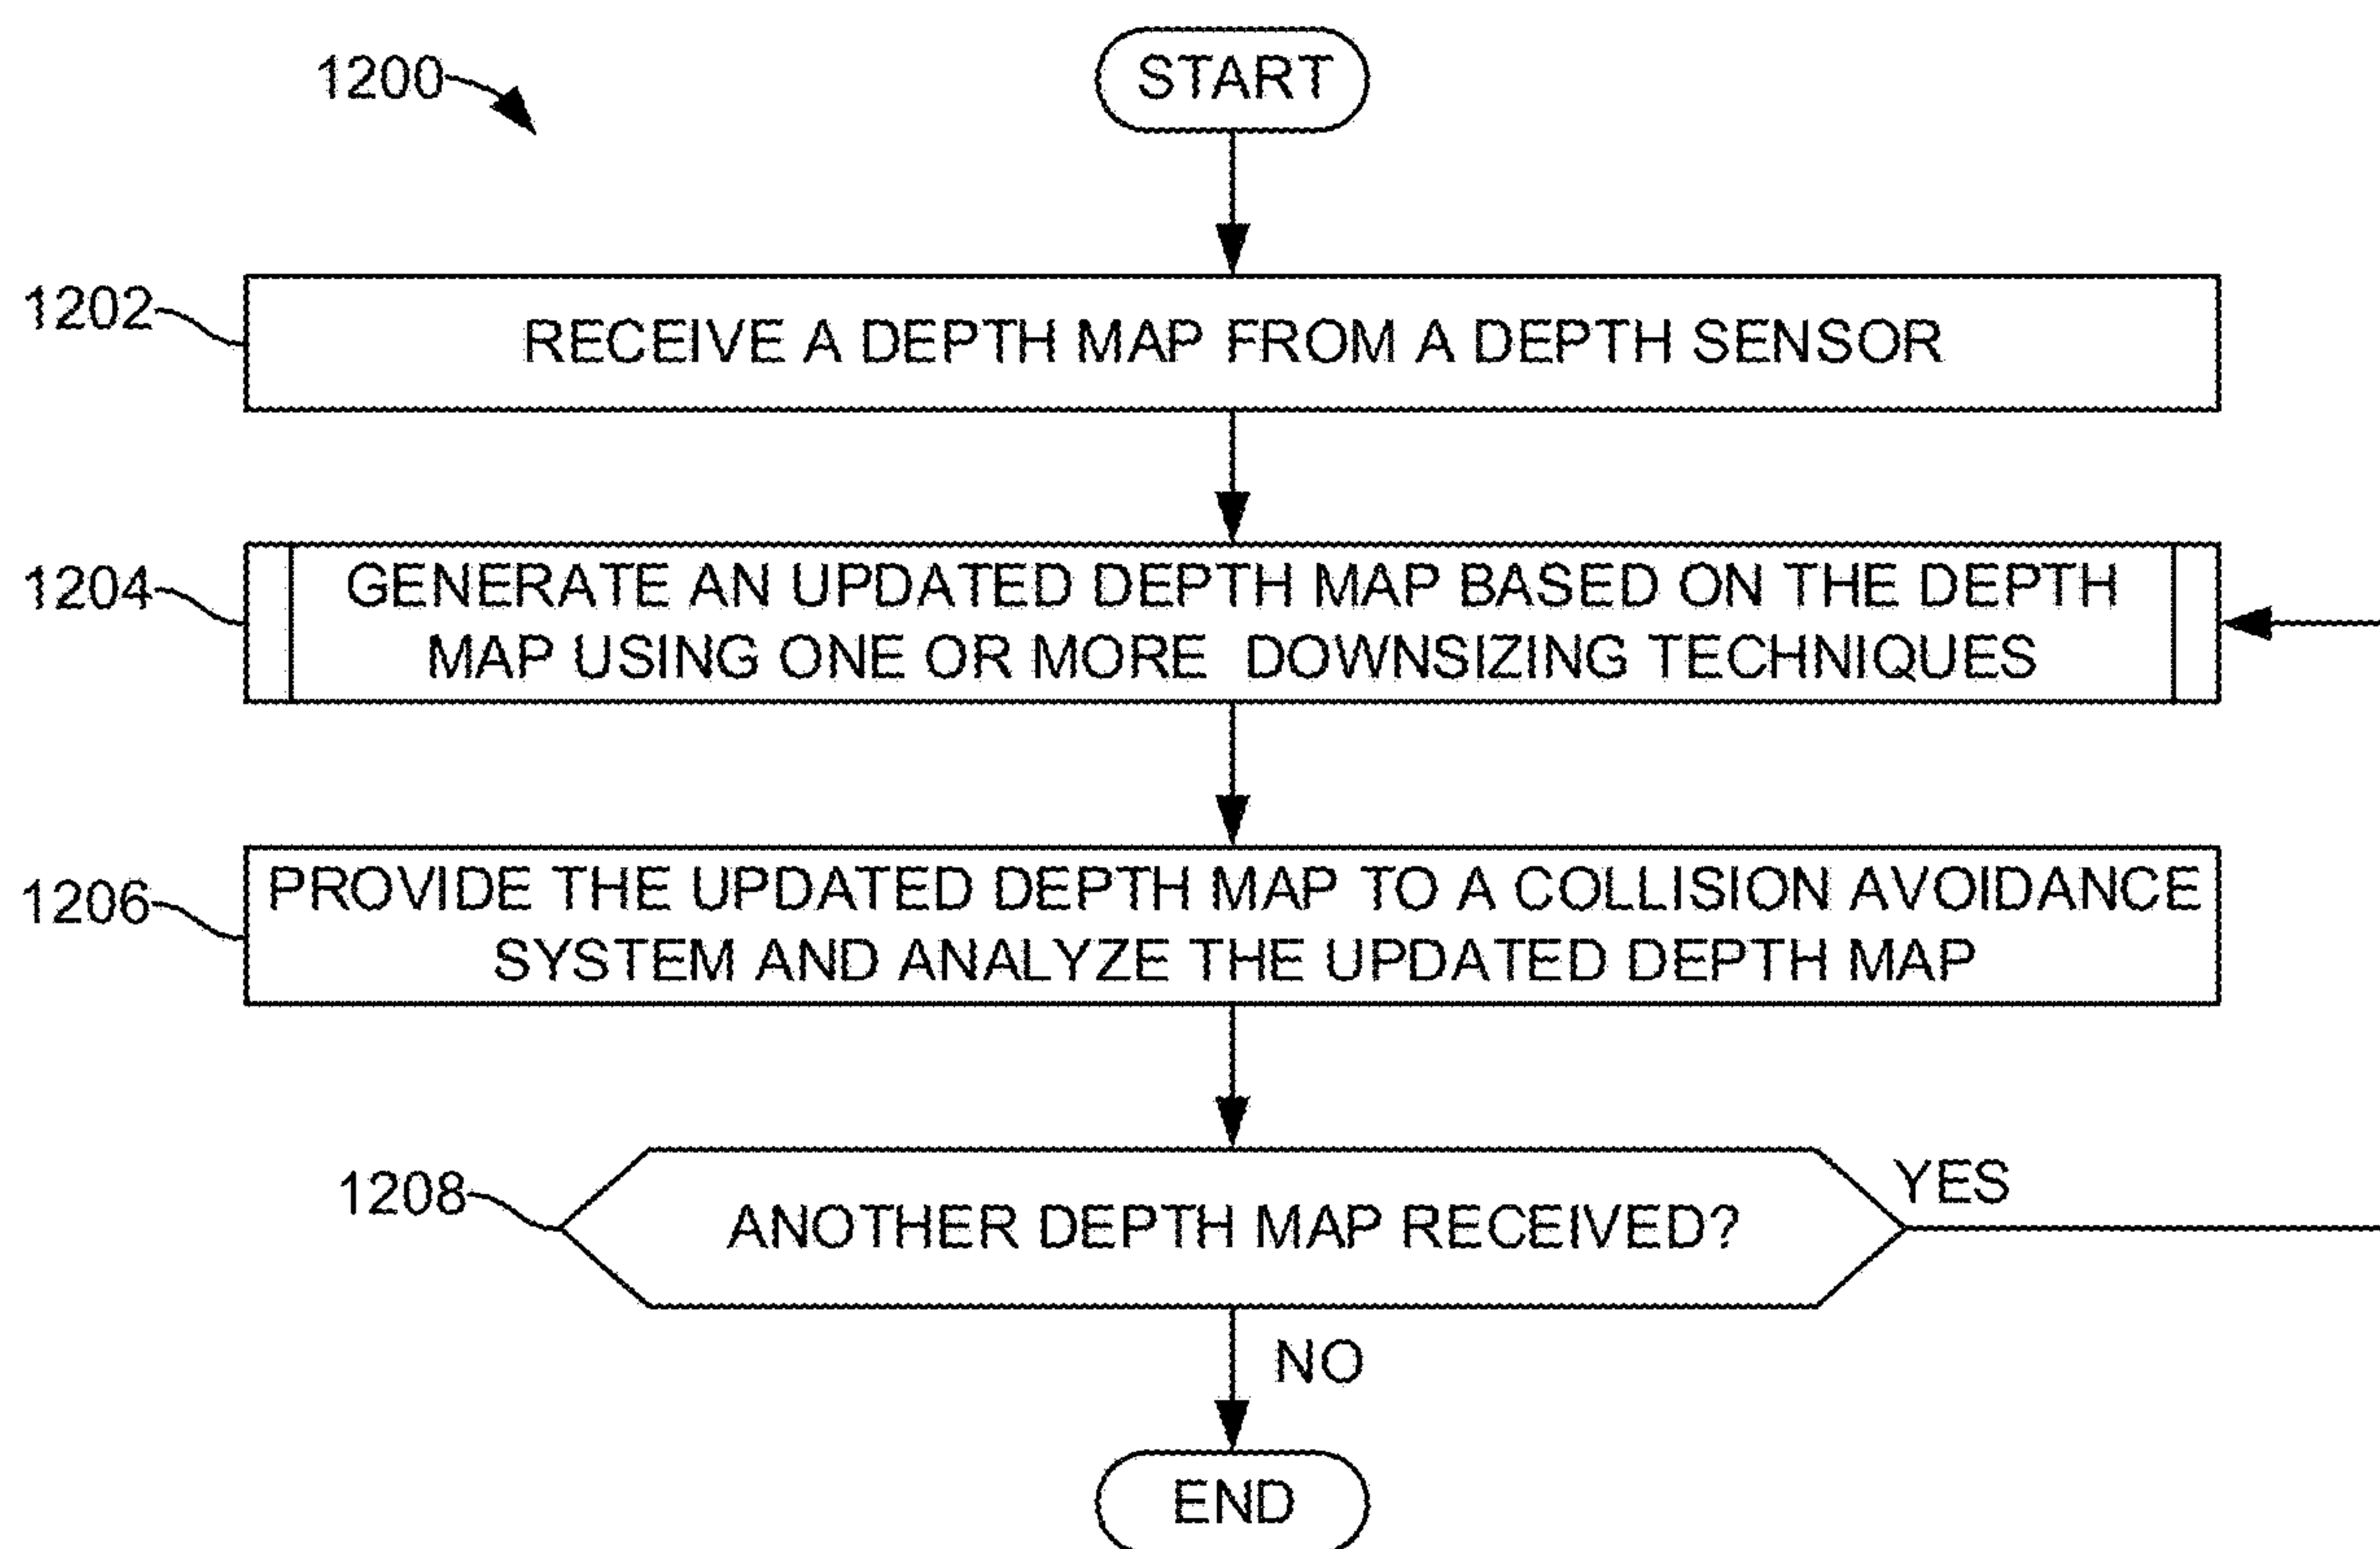 1200
START
1202
RECEIVE A DEPTH MAP FROM A DEPTH SENSOR
1204
GENERATE AN UPDATED DEPTH MAP BASED ON THE DEPTH
MAP USING ONE OR MORE DOWNSIZING TECHNIQUES
1206
PROVIDE THE UPDATED DEPTH MAP TO A COLLISION AVOIDANCE
SYSTEM AND ANALYZE THE UPDATED DEPTH MAP
1208
ANOTHER DEPTH MAP RECEIVED?
YES
NO
END